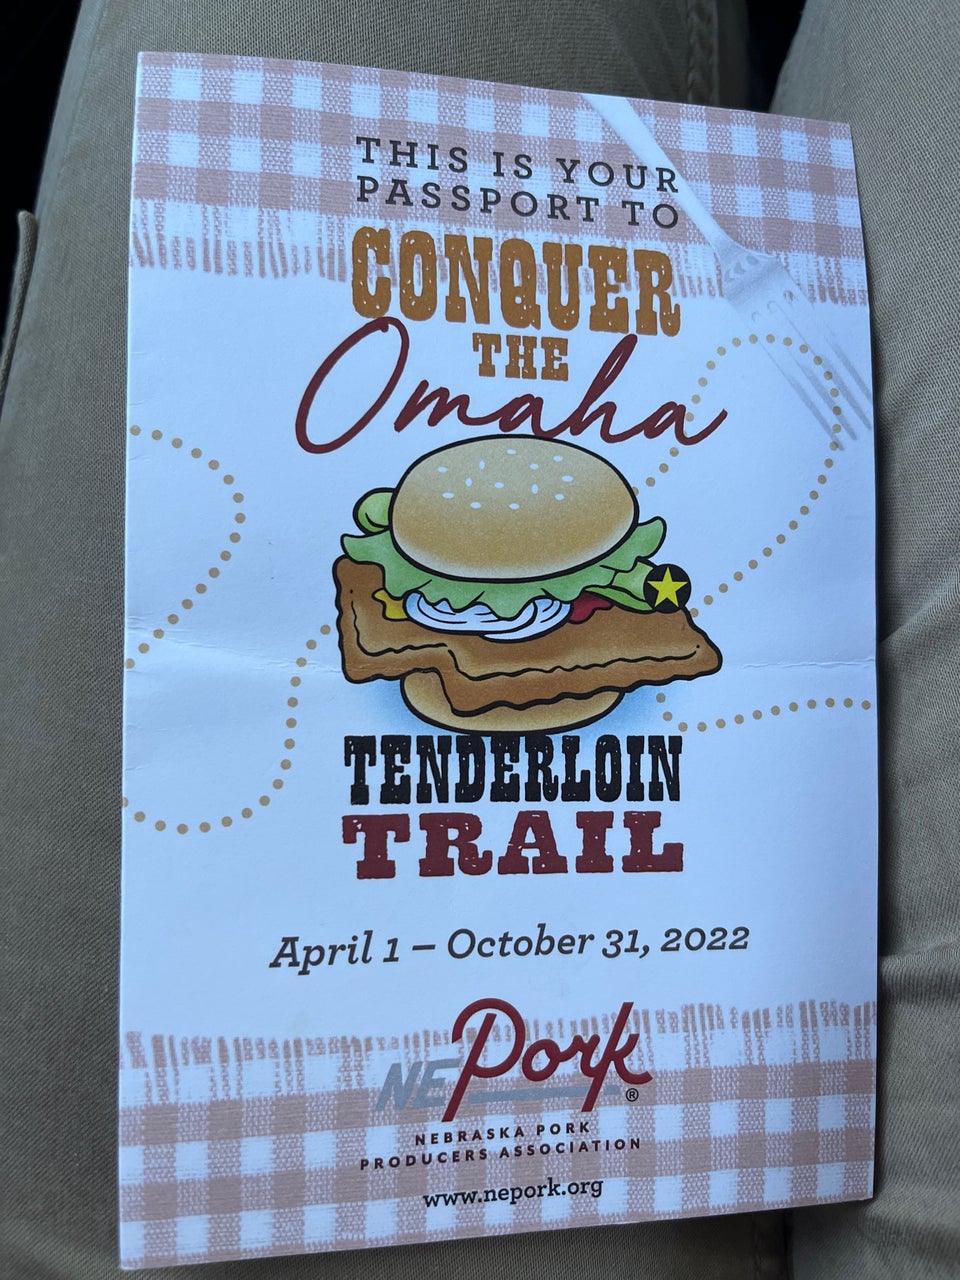 THIS IS YOUR
PASSPORT TO
CONQUER
THE
Omaha
TENDERLOIN
TRAIL
April 1 – October 31, 2022
NE Pork®
NEBRASKA PORK
PRODUCERS ASSOCIATION
www.nepork.org